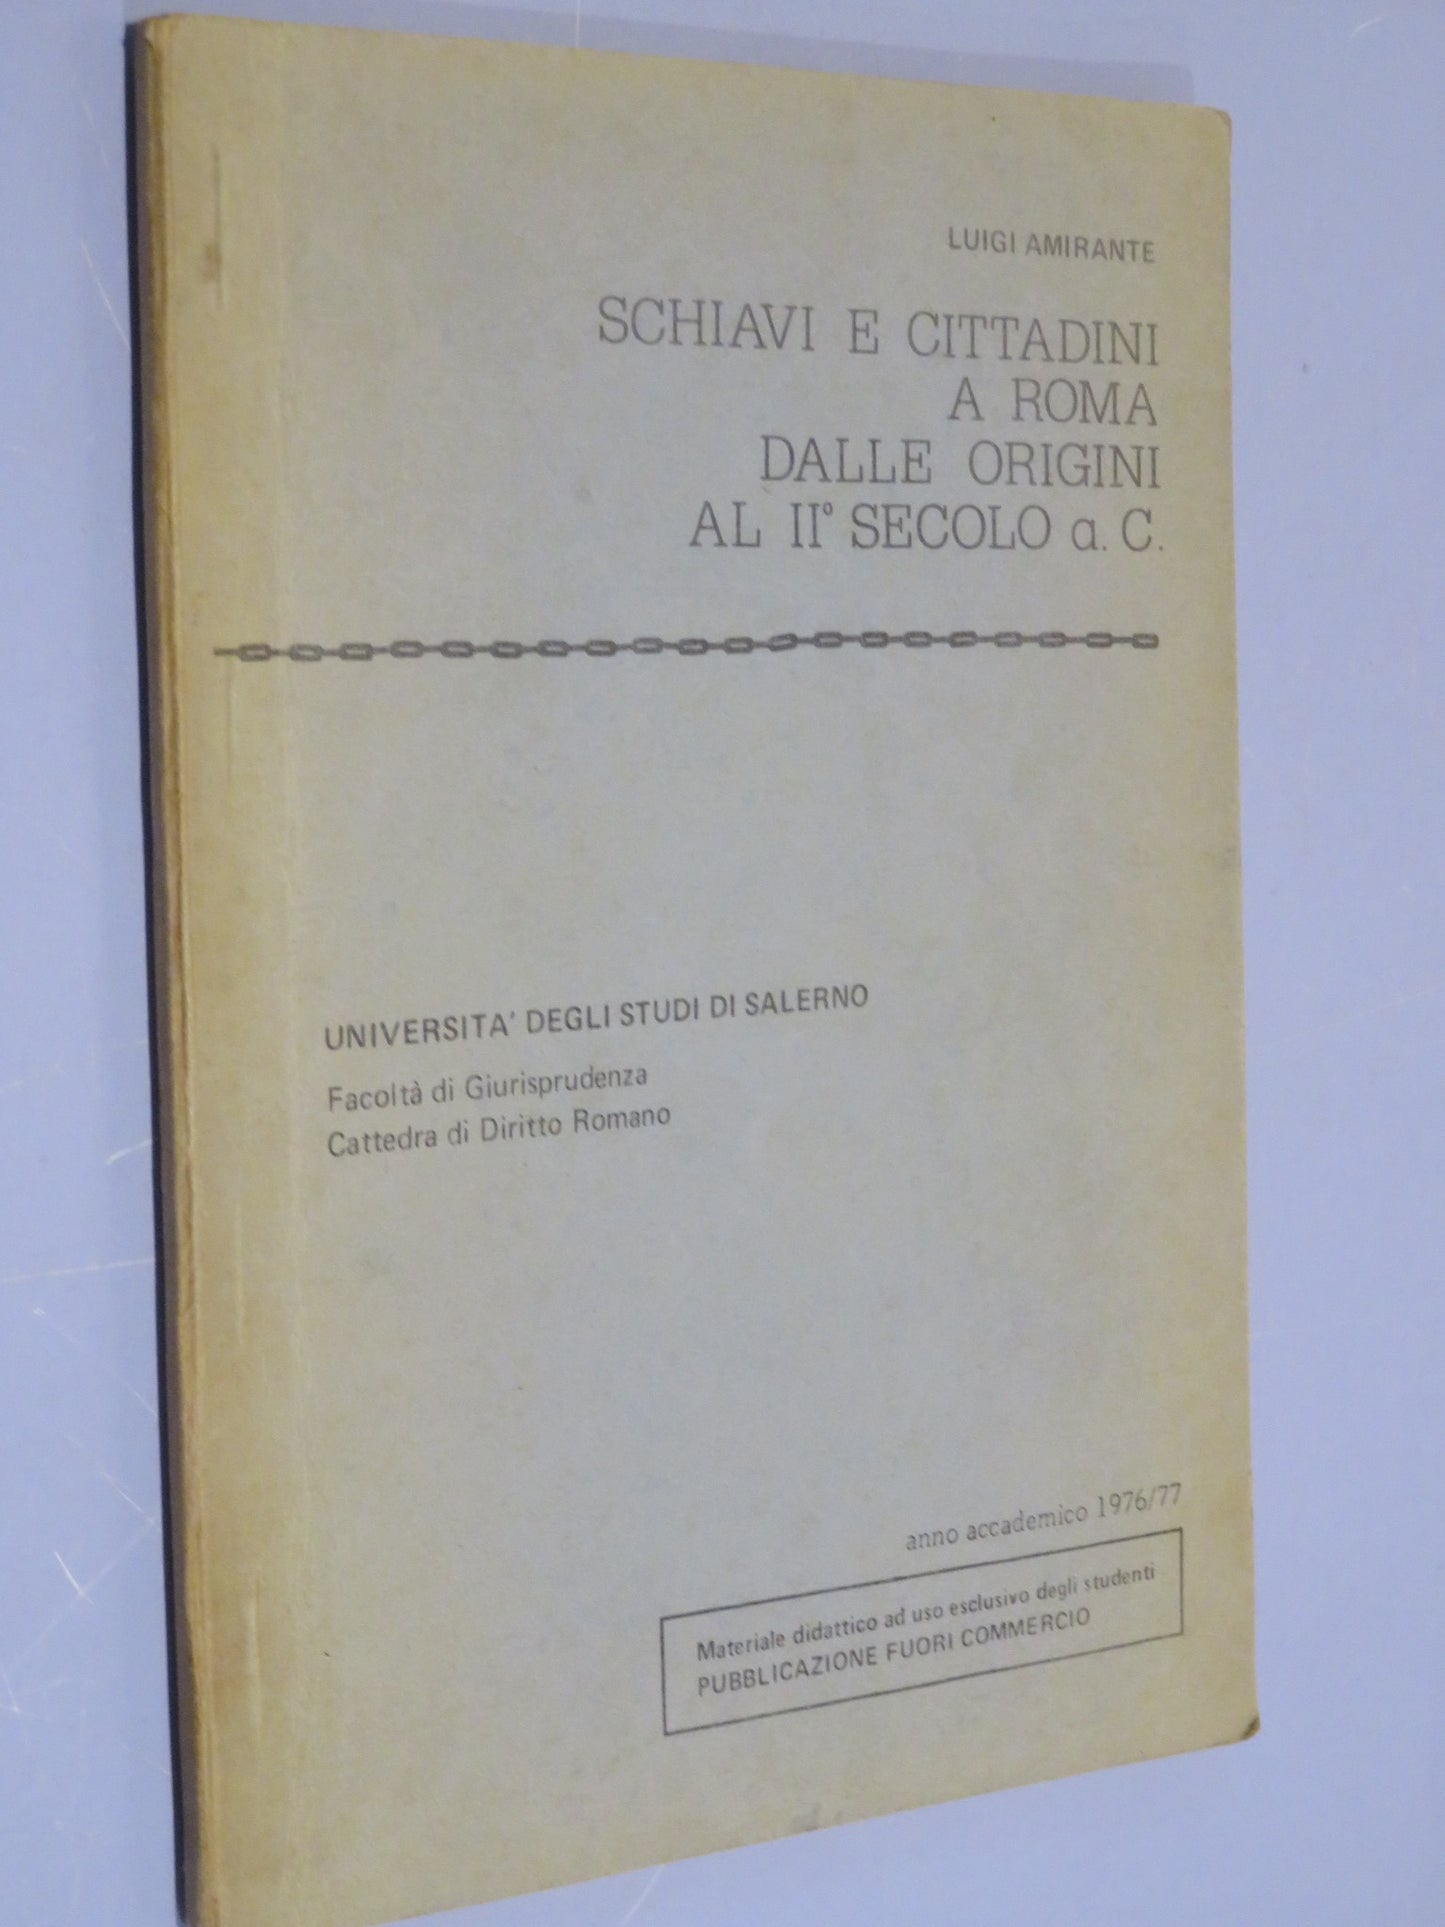 LUIGI AMIRANTE
SCHIAVI E CITTADINI
A ROMA
DALLE ORIGINI
AL II° SECOLO a. C.
UNIVERSITA' DEGLI STUDI DI SALERNO
Facoltà di Giurisprudenza
Cattedra di Diritto Romano
anno accademico 1976/77
Materiale didattico ad uso esclusivo degli studenti
PUBBLICAZIONE FUORI COMMERCIO